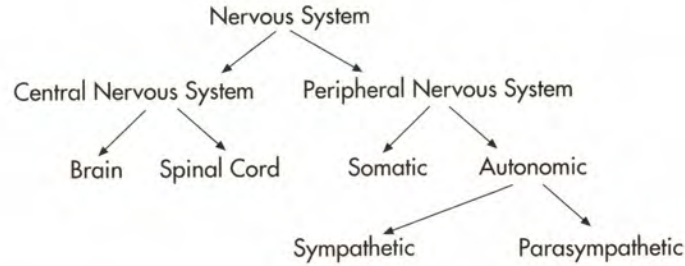 Nervous System
Central Nervous System Peripheral Nervous System
Brain Spinal Cord Somatic Autonomic
Sympathetic Parasympathetic